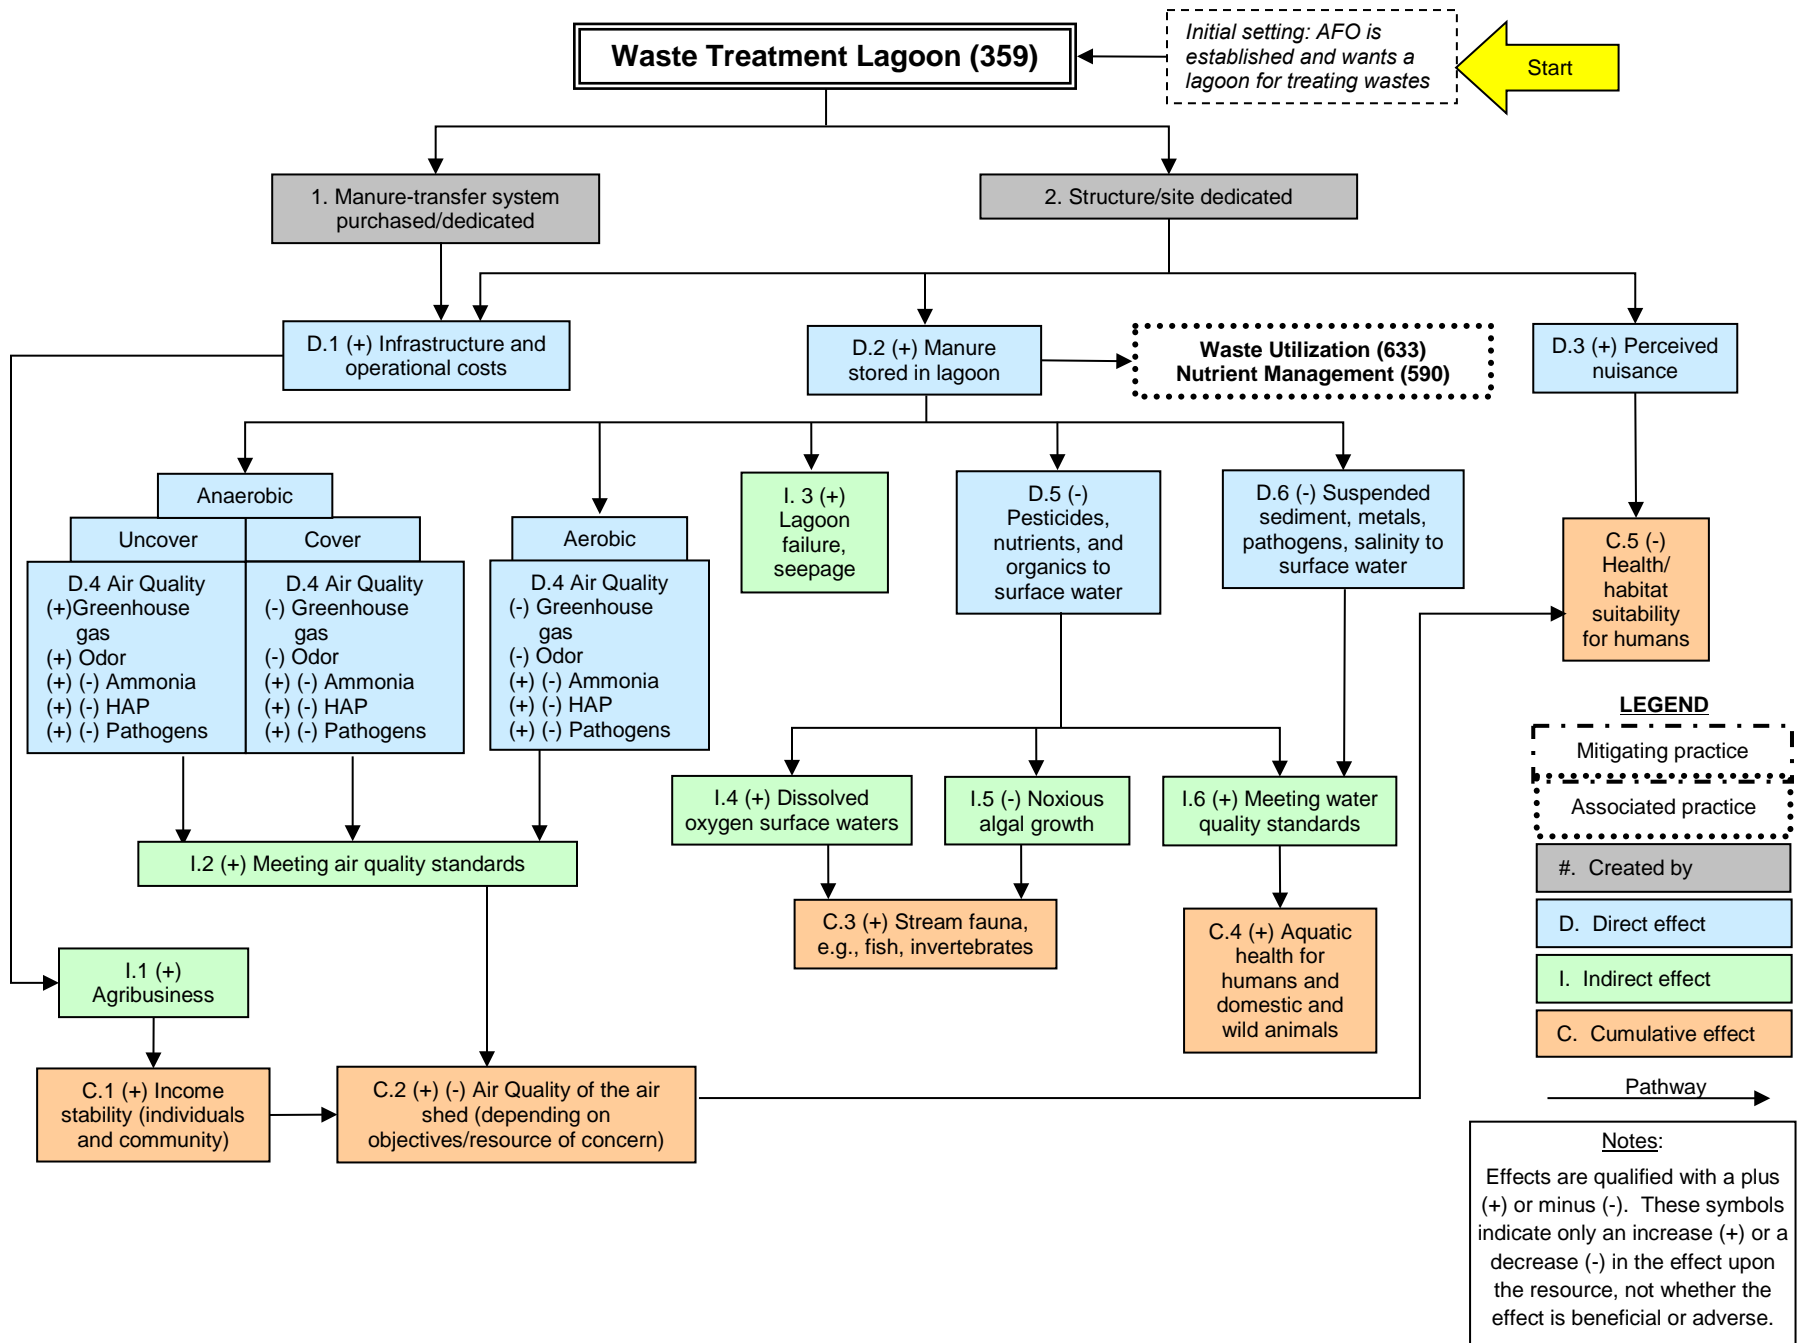 Waste Treatment Lagoon (359)
Initial setting: AFO is
established and wants a
lagoon for treating wastes
Start
1. Manure-transfer system
purchased/dedicated
2. Structure/site dedicated
D.1 (+) Infrastructure and
operational costs
D.2 (+) Manure
stored in lagoon
Waste Utilization (633)
Nutrient Management (590)
D.3 (+) Perceived
nuisance
Anaerobic
Uncover
Cover
D.4 Air Quality
(+)Greenhouse
gas
(+) Odor
(+) (-) Ammonia
(+) (-) HAP
(+) (-) Pathogens
D.4 Air Quality
(-) Greenhouse
gas
(-) Odor
(+) (-) Ammonia
(+) (-) HAP
(+) (-) Pathogens
Aerobic
D.4 Air Quality
(-) Greenhouse
gas
(-) Odor
(+) (-) Ammonia
(+) (-) HAP
(+) (-) Pathogens
I. 3 (+)
Lagoon
failure,
seepage
D.5 (-)
Pesticides,
nutrients, and
organics to
surface water
D.6 (-) Suspended
sediment, metals,
pathogens, salinity to
surface water
C.5 (-)
Health/
habitat
suitability
for humans
I.4 (+) Dissolved
oxygen surface waters
I.5 (-) Noxious
algal growth
I.6 (+) Meeting water
quality standards
I.2 (+) Meeting air quality standards
C.3 (+) Stream fauna,
e.g., fish, invertebrates
C.4 (+) Aquatic
health for
humans and
domestic and
wild animals
I.1 (+)
Agribusiness
C.1 (+) Income
stability (individuals
and community)
C.2 (+) (-) Air Quality of the air
shed (depending on
objectives/resource of concern)
LEGEND
Mitigating practice
Associated practice
#. Created by
D. Direct effect
I. Indirect effect
C. Cumulative effect
Pathway
Notes:
Effects are qualified with a plus
(+) or minus (-). These symbols
indicate only an increase (+) or a
decrease (-) in the effect upon
the resource, not whether the
effect is beneficial or adverse.